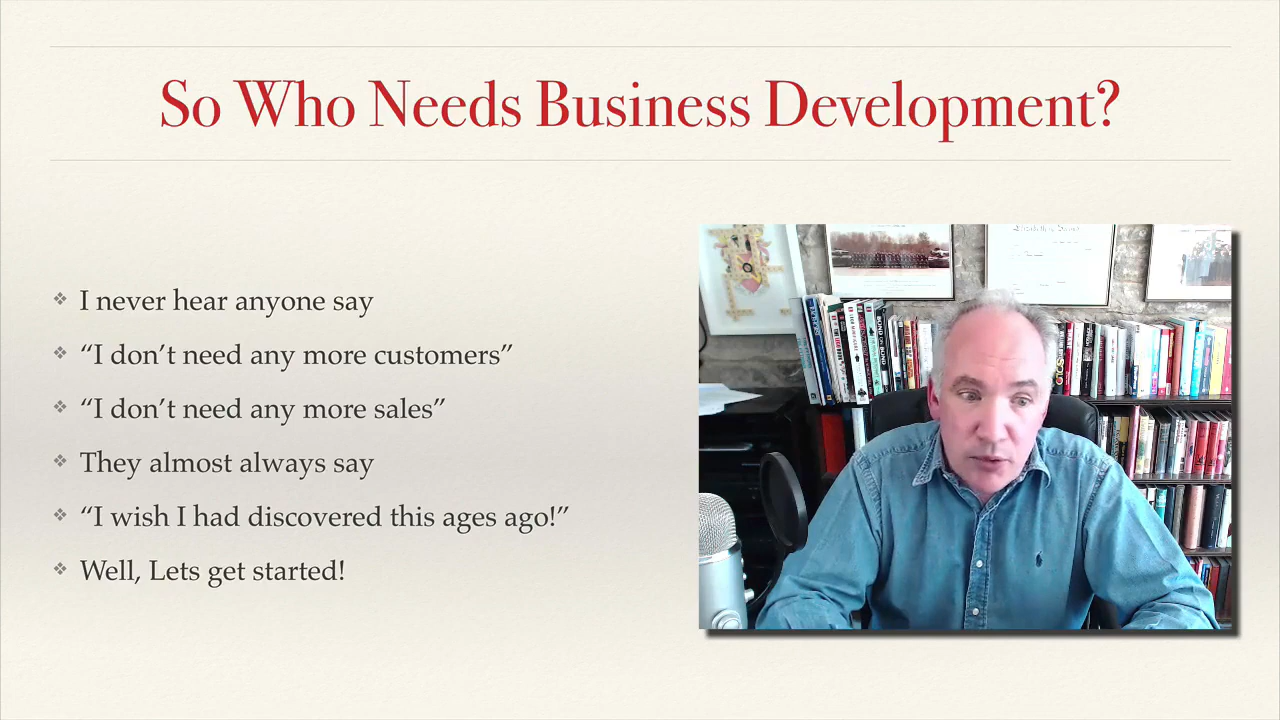 So Who Needs Business Development?
I never hear anyone say
“I don’t need any more customers”
“I don’t need any more sales”
They almost always say
“I wish I had discovered this ages ago!”
Well, Lets get started!